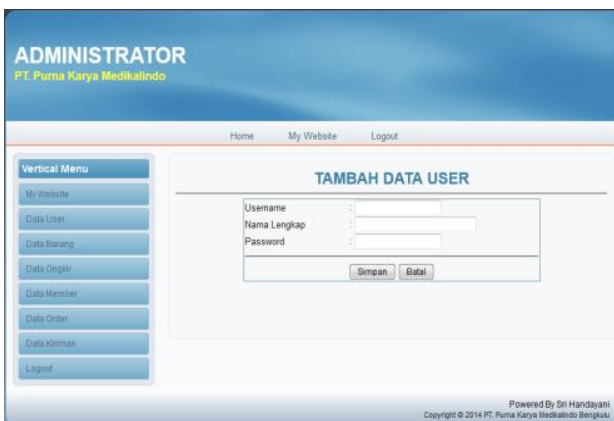 ADMINISTRATOR
PT. Purna Karya Medikalindo
Home My Website Logout
Vertical Menu
My Website
Data User
Data Barang
Data Ongkir
Data Member
Data Order
Data Kiriman
Logout
TAMBAH DATA USER
Username :
Nama Lengkap :
Password :
Simpan Batal
Powered By Sri Handayani
Copyright © 2014 PT. Purna Karya Medikalindo Bengkulu